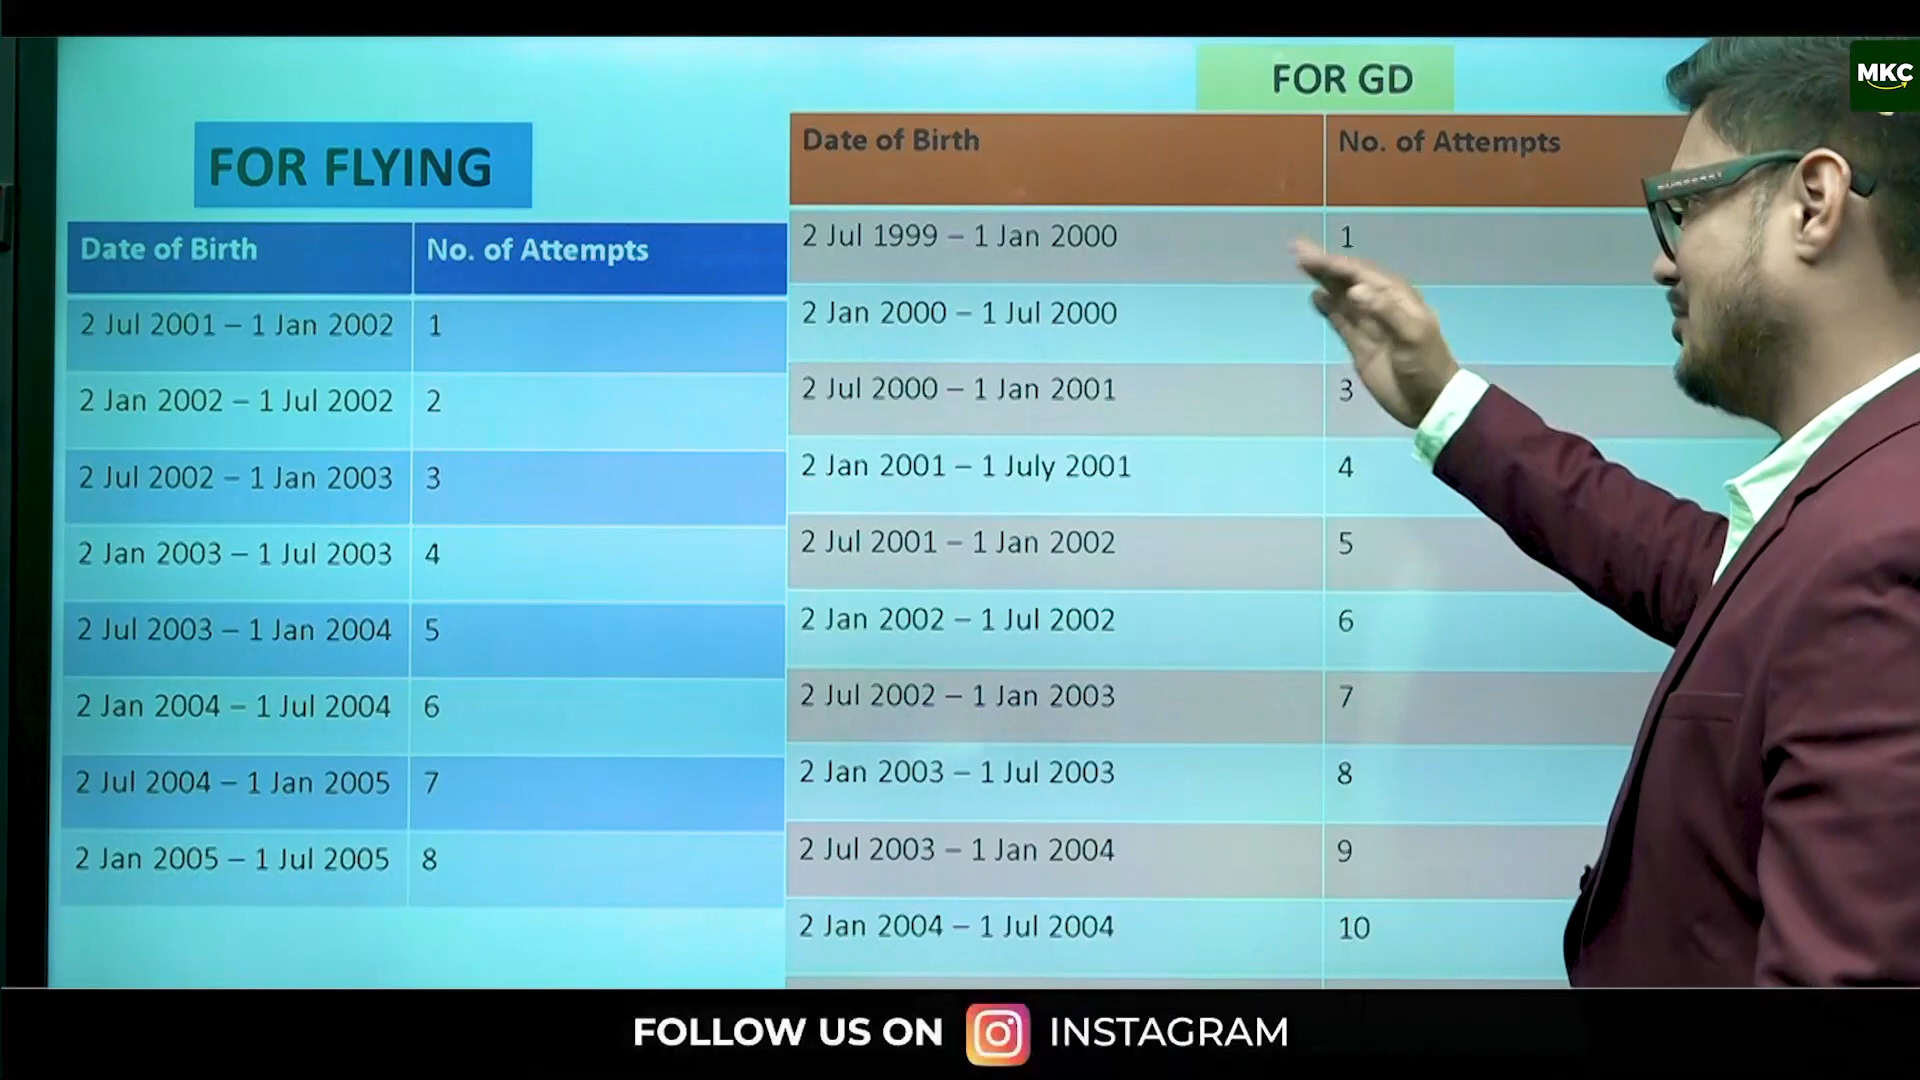 MKC
FOR GD
FOR FLYING
Date of Birth No. of Attempts
2 Jul 2001 – 1 Jan 2002 1
2 Jan 2002 – 1 Jul 2002 2
2 Jul 2002 – 1 Jan 2003 3
2 Jan 2003 – 1 Jul 2003 4
2 Jul 2003 – 1 Jan 2004 5
2 Jan 2004 – 1 Jul 2004 6
2 Jul 2004 – 1 Jan 2005 7
2 Jan 2005 – 1 Jul 2005 8
Date of Birth No. of Attempts
2 Jul 1999 – 1 Jan 2000 1
2 Jan 2000 – 1 Jul 2000
2 Jul 2000 – 1 Jan 2001 3
2 Jan 2001 – 1 July 2001 4
2 Jul 2001 – 1 Jan 2002 5
2 Jan 2002 – 1 Jul 2002 6
2 Jul 2002 – 1 Jan 2003 7
2 Jan 2003 – 1 Jul 2003 8
2 Jul 2003 – 1 Jan 2004 9
2 Jan 2004 – 1 Jul 2004 10
FOLLOW US ON INSTAGRAM